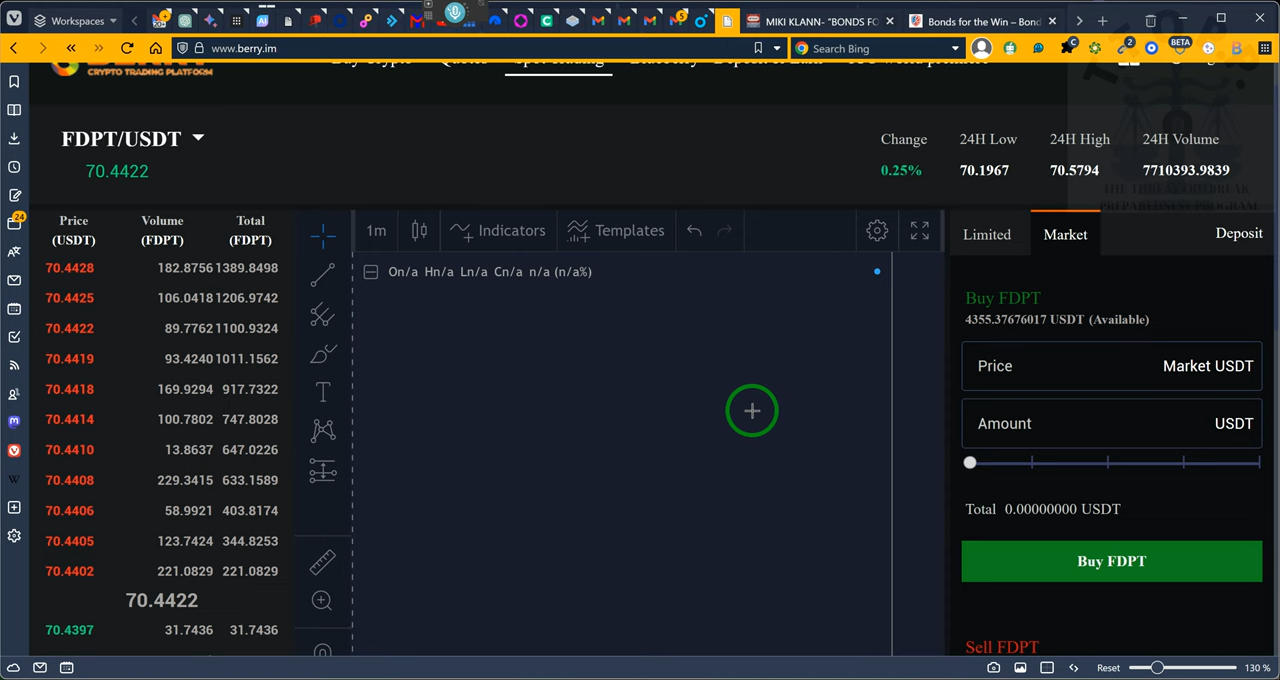 Workspaces
MIKI KLANN- "BONDS FO
Bonds for the Win – Bond
5
www.berry.im
Search Bing
C
2
BETA
CRYPTO TRADING PLATFORM
FDPT/USDT
70.4422
Change
24H Low
24H High
24H Volume
0.25%
70.1967
70.5794
7710393.9839
PREPAREDNESS PROGRAM
24
Price
Volume
Total
(USDT)
(FDPT)
(FDPT)
70.4428 182.8756 1389.8498
70.4425 106.0418 1206.9742
70.4422 89.7762 1100.9324
70.4419 93.4240 1011.1562
70.4418 169.9294 917.7322
70.4414 100.7802 747.8028
70.4410 13.8637 647.0226
70.4408 229.3415 633.1589
70.4406 58.9921 403.8174
70.4405 123.7424 344.8253
70.4402 221.0829 221.0829
70.4422
70.4397 31.7436 31.7436
1m
Indicators
Templates
On/a Hn/a Ln/a Cn/a n/a (n/a%)
Limited
Market
Deposit
Buy FDPT
4355.37676017 USDT (Available)
Price
Market USDT
Amount
USDT
Total 0.00000000 USDT
Buy FDPT
Sell FDPT
Reset
130 %